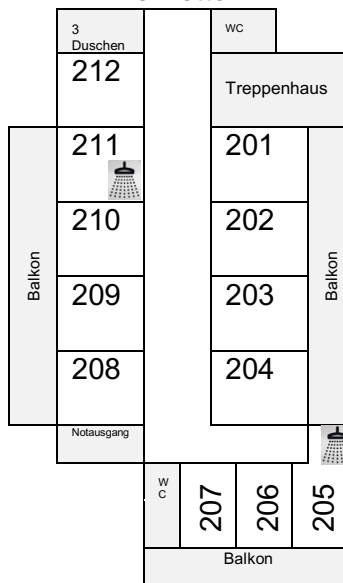 3
Duschen
WC
212
Treppenhaus
211
201
210
202
Balkon
Balkon
209
203
208
204
Notausgang
W
C
207
206
205
Balkon